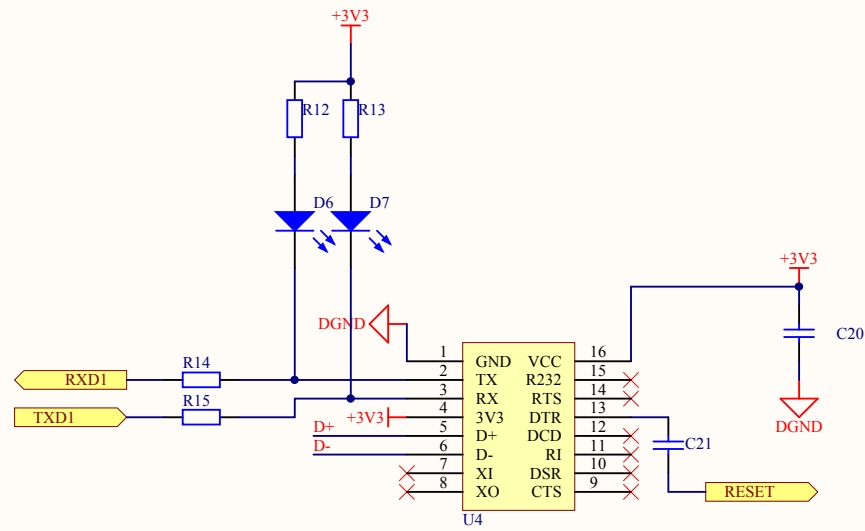 +3V3
R12 R13
D6 D7
+3V3
DGND
C20
R14
RXD1
R15
TXD1
+3V3
D+
D-
1 GND VCC 16
2 TX R232 15
3 RX RTS 14
4 3V3 DTR 13
5 D+ DCD 12
6 D- RI 11
7 XI DSR 10
8 XO CTS 9
U4
C21
RESET
DGND